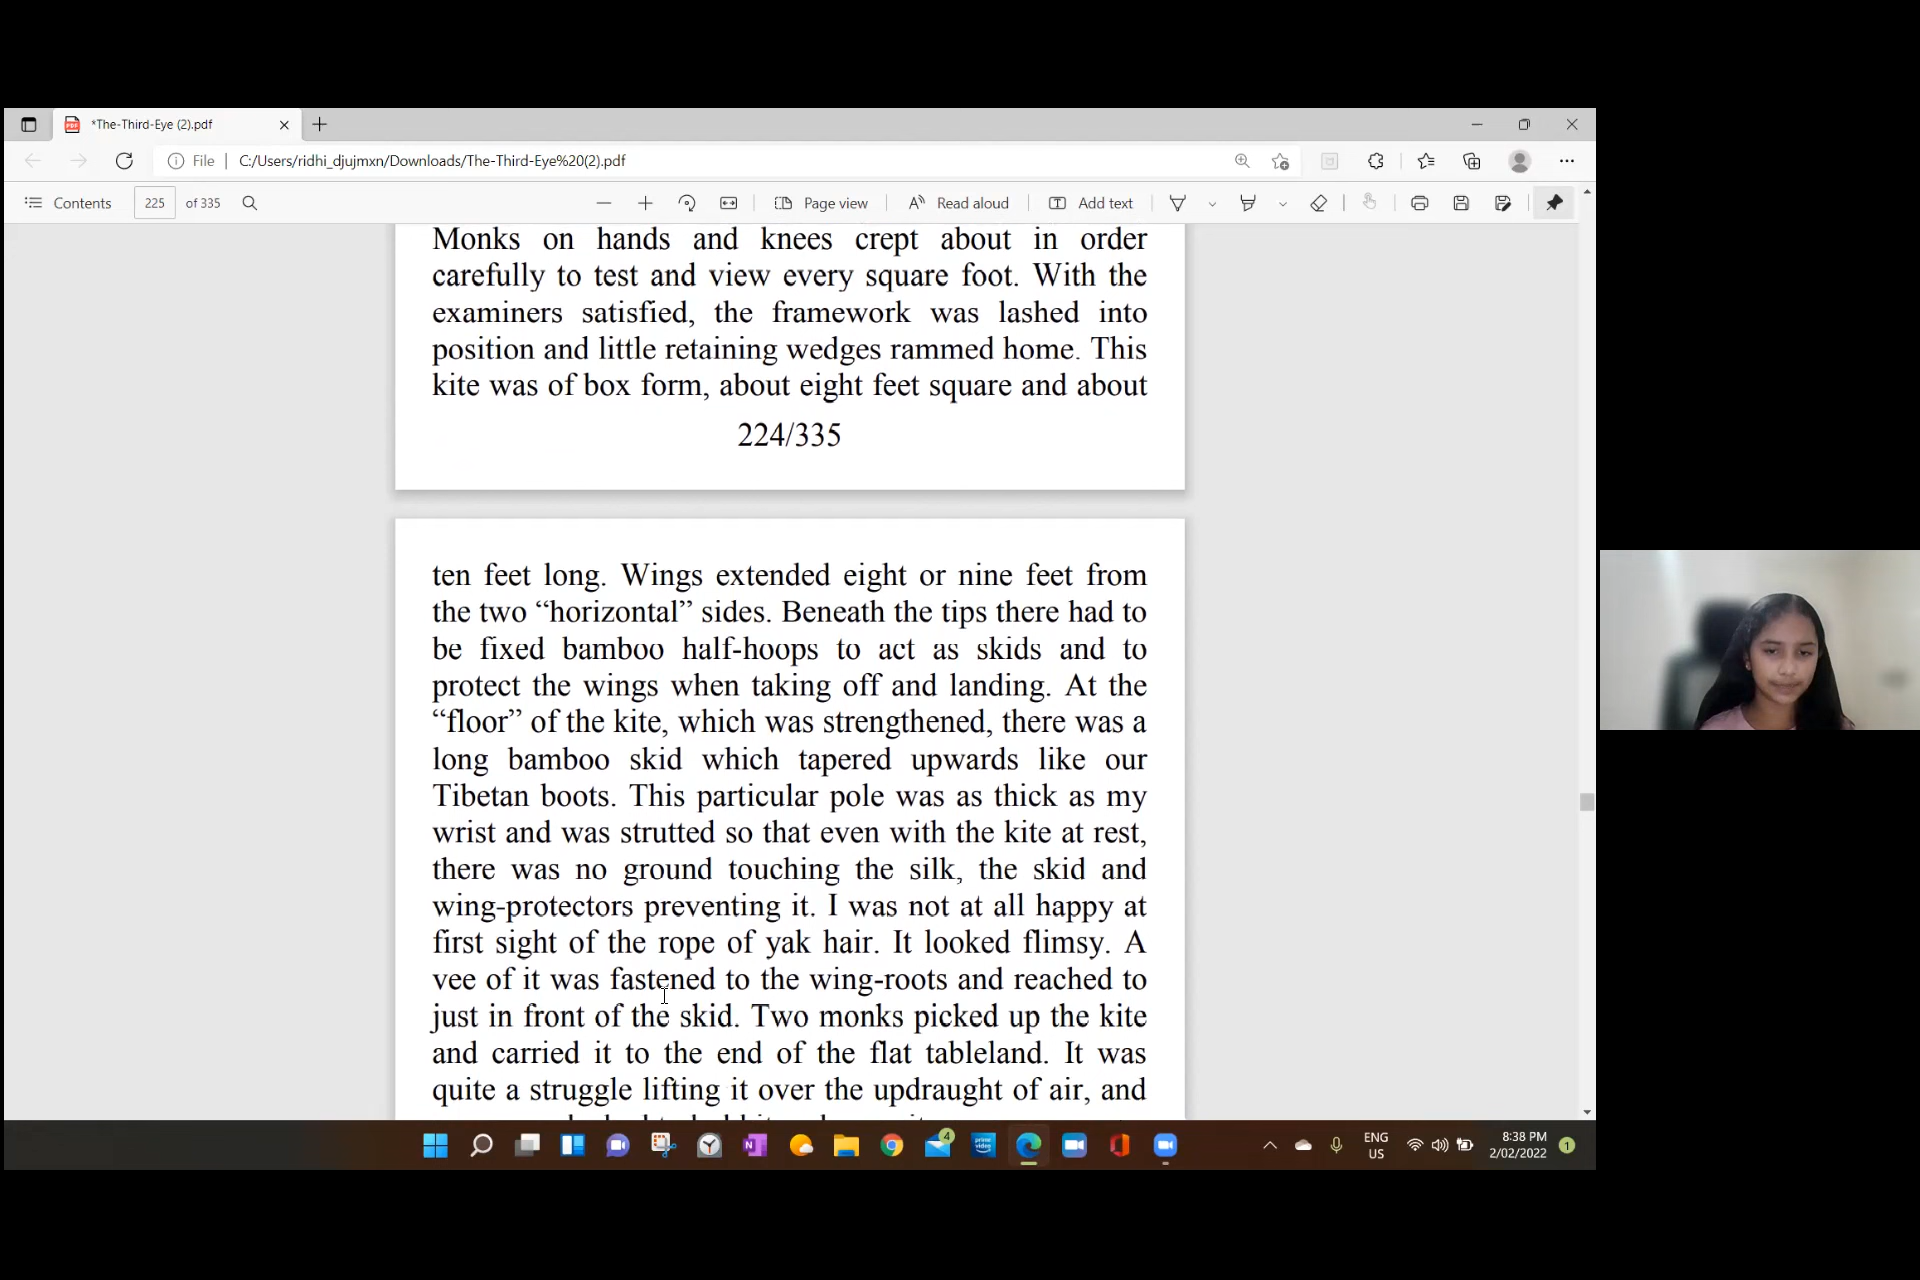 *The-Third-Eye (2).pdf
File C:/Users/ridhi_djujmxn/Downloads/The-Third-Eye%20(2).pdf
Contents 225 of 335 Page view Read aloud Add text
Monks on hands and knees crept about in order
carefully to test and view every square foot. With the
examiners satisfied, the framework was lashed into
position and little retaining wedges rammed home. This
kite was of box form, about eight feet square and about
224/335
ten feet long. Wings extended eight or nine feet from
the two “horizontal” sides. Beneath the tips there had to
be fixed bamboo half-hoops to act as skids and to
protect the wings when taking off and landing. At the
“floor” of the kite, which was strengthened, there was a
long bamboo skid which tapered upwards like our
Tibetan boots. This particular pole was as thick as my
wrist and was strutted so that even with the kite at rest,
there was no ground touching the silk, the skid and
wing-protectors preventing it. I was not at all happy at
first sight of the rope of yak hair. It looked flimsy. A
vee of it was fastened to the wing-roots and reached to
just in front of the skid. Two monks picked up the kite
and carried it to the end of the flat tableland. It was
quite a struggle lifting it over the updraught of air, and
4
prime video
ENG
US
8:38 PM
2/02/2022
1